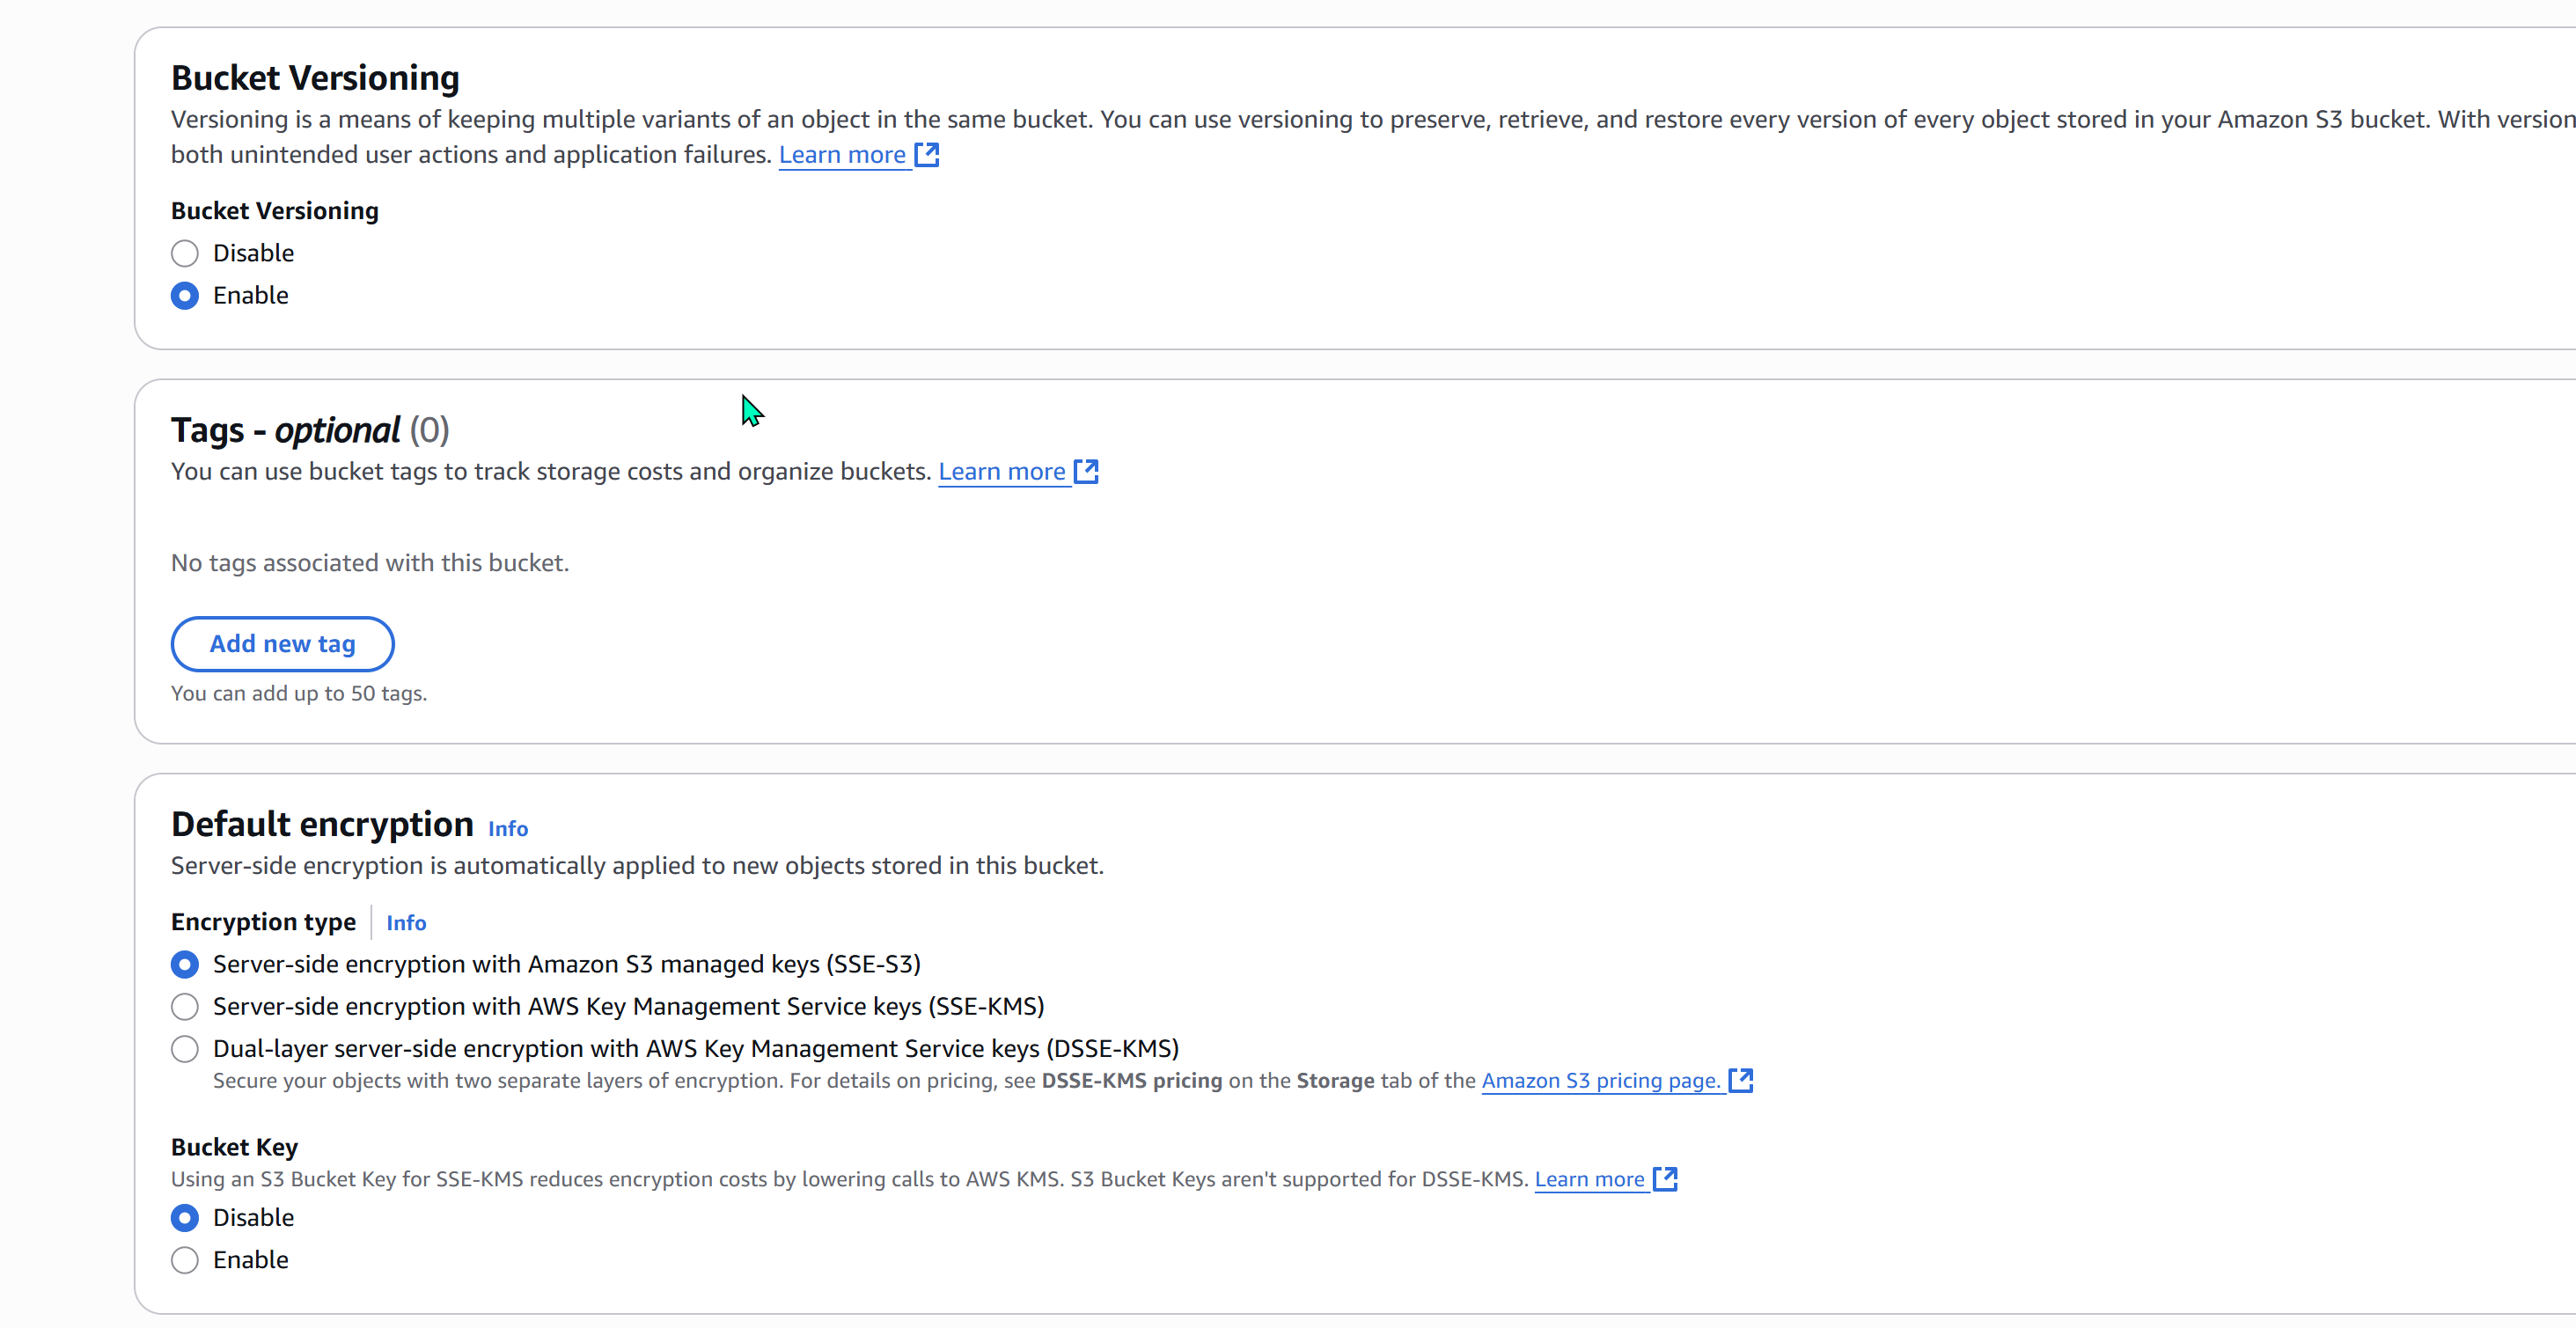 Bucket Versioning
Versioning is a means of keeping multiple variants of an object in the same bucket. You can use versioning to preserve, retrieve, and restore every version of every object stored in your Amazon S3 bucket. With
both unintended user actions and application failures. Learn more
Bucket Versioning
Disable
Enable
Tags - optional (0)
You can use bucket tags to track storage costs and organize buckets. Learn more
No tags associated with this bucket.
Add new tag
You can add up to 50 tags.
Default encryption Info
Server-side encryption is automatically applied to new objects stored in this bucket.
Encryption type Info
Server-side encryption with Amazon S3 managed keys (SSE-S3)
Server-side encryption with AWS Key Management Service keys (SSE-KMS)
Dual-layer server-side encryption with AWS Key Management Service keys (DSSE-KMS)
Secure your objects with two separate layers of encryption. For details on pricing, see DSSE-KMS pricing on the Storage tab of the Amazon S3 pricing page.
Bucket Key
Using an S3 Bucket Key for SSE-KMS reduces encryption costs by lowering calls to AWS KMS. S3 Bucket Keys aren't supported for DSSE-KMS. Learn more
Disable
Enable